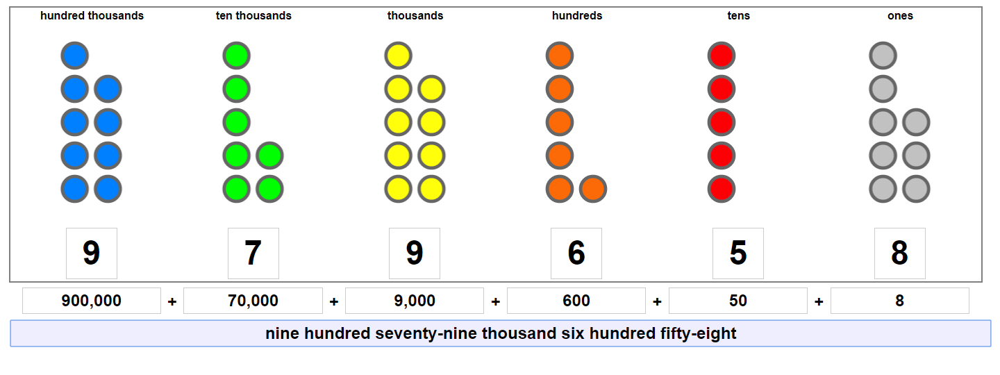 hundred thousands ten thousands thousands hundreds tens ones
9 7 9 6 5 8
900,000 + 70,000 + 9,000 + 600 + 50 + 8
nine hundred seventy-nine thousand six hundred fifty-eight